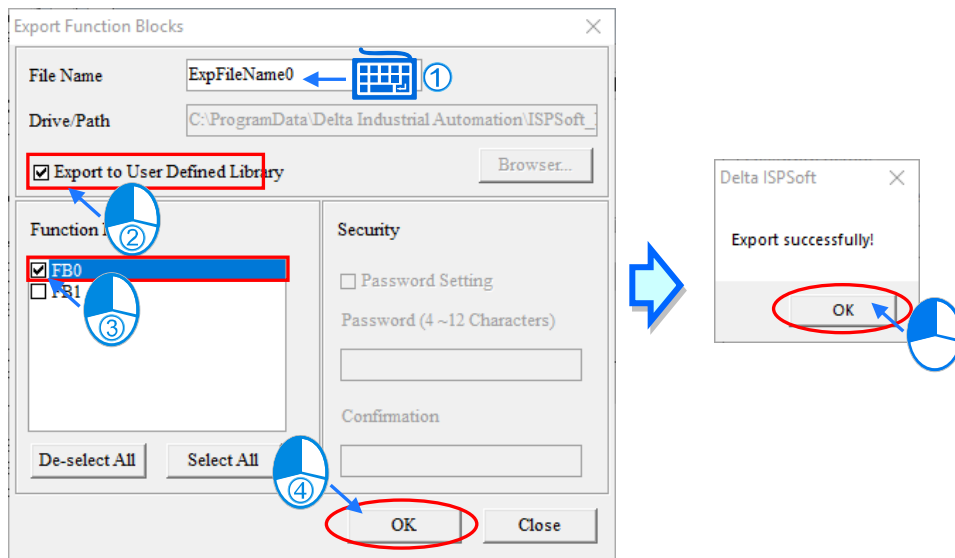 Export Function Blocks
File Name
ExpFileName0
①
Drive/Path
C:\ProgramData\Delta Industrial Automation\ISPSoft_
Export to User Defined Library
Browser...
②
Function
Security
FB0
FB1
③
Password Setting
Password (4 ~12 Characters)
Confirmation
De-select All
Select All
④
OK
Close
Delta ISPSoft
Export successfully!
OK